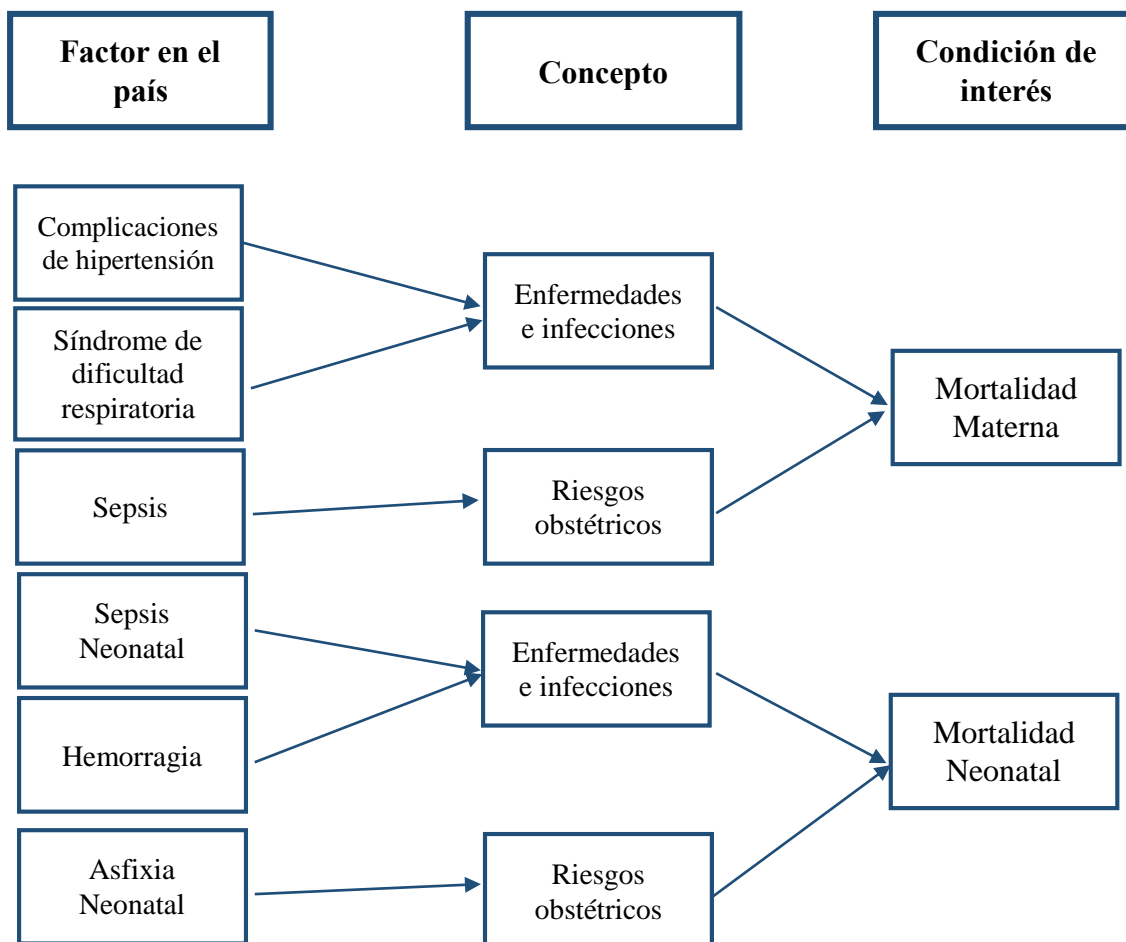 Factor en el
país
Concepto
Condición de
interés
Complicaciones
de hipertensión
Síndrome de
dificultad
respiratoria
Sepsis
Sepsis
Neonatal
Hemorragia
Asfixia
Neonatal
Enfermedades
e infecciones
Riesgos
obstétricos
Enfermedades
e infecciones
Riesgos
obstétricos
Mortalidad
Materna
Mortalidad
Neonatal